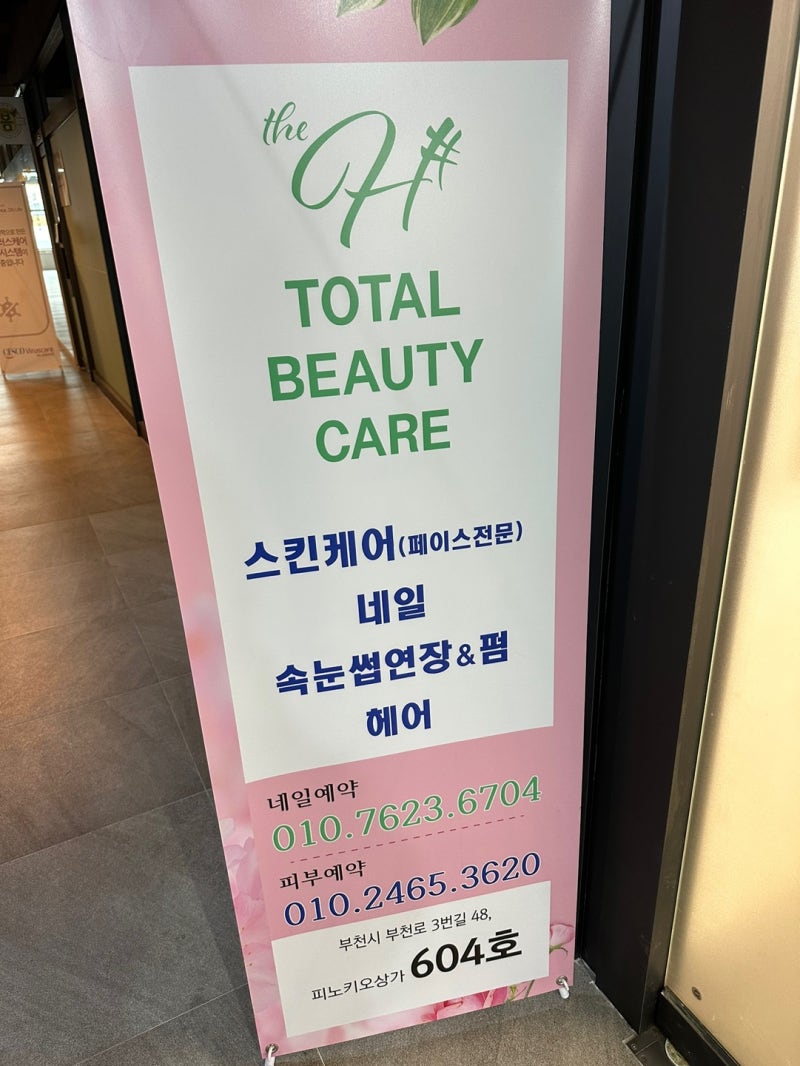 the H#
TOTAL
BEAUTY
CARE
스킨케어(페이스전문)
네일
속눈썹연장&펌
헤어
네일예약
010.7623.6704
피부예약
010.2465.3620
부천시 부천로 3번길 48,
피노키오상가 604호